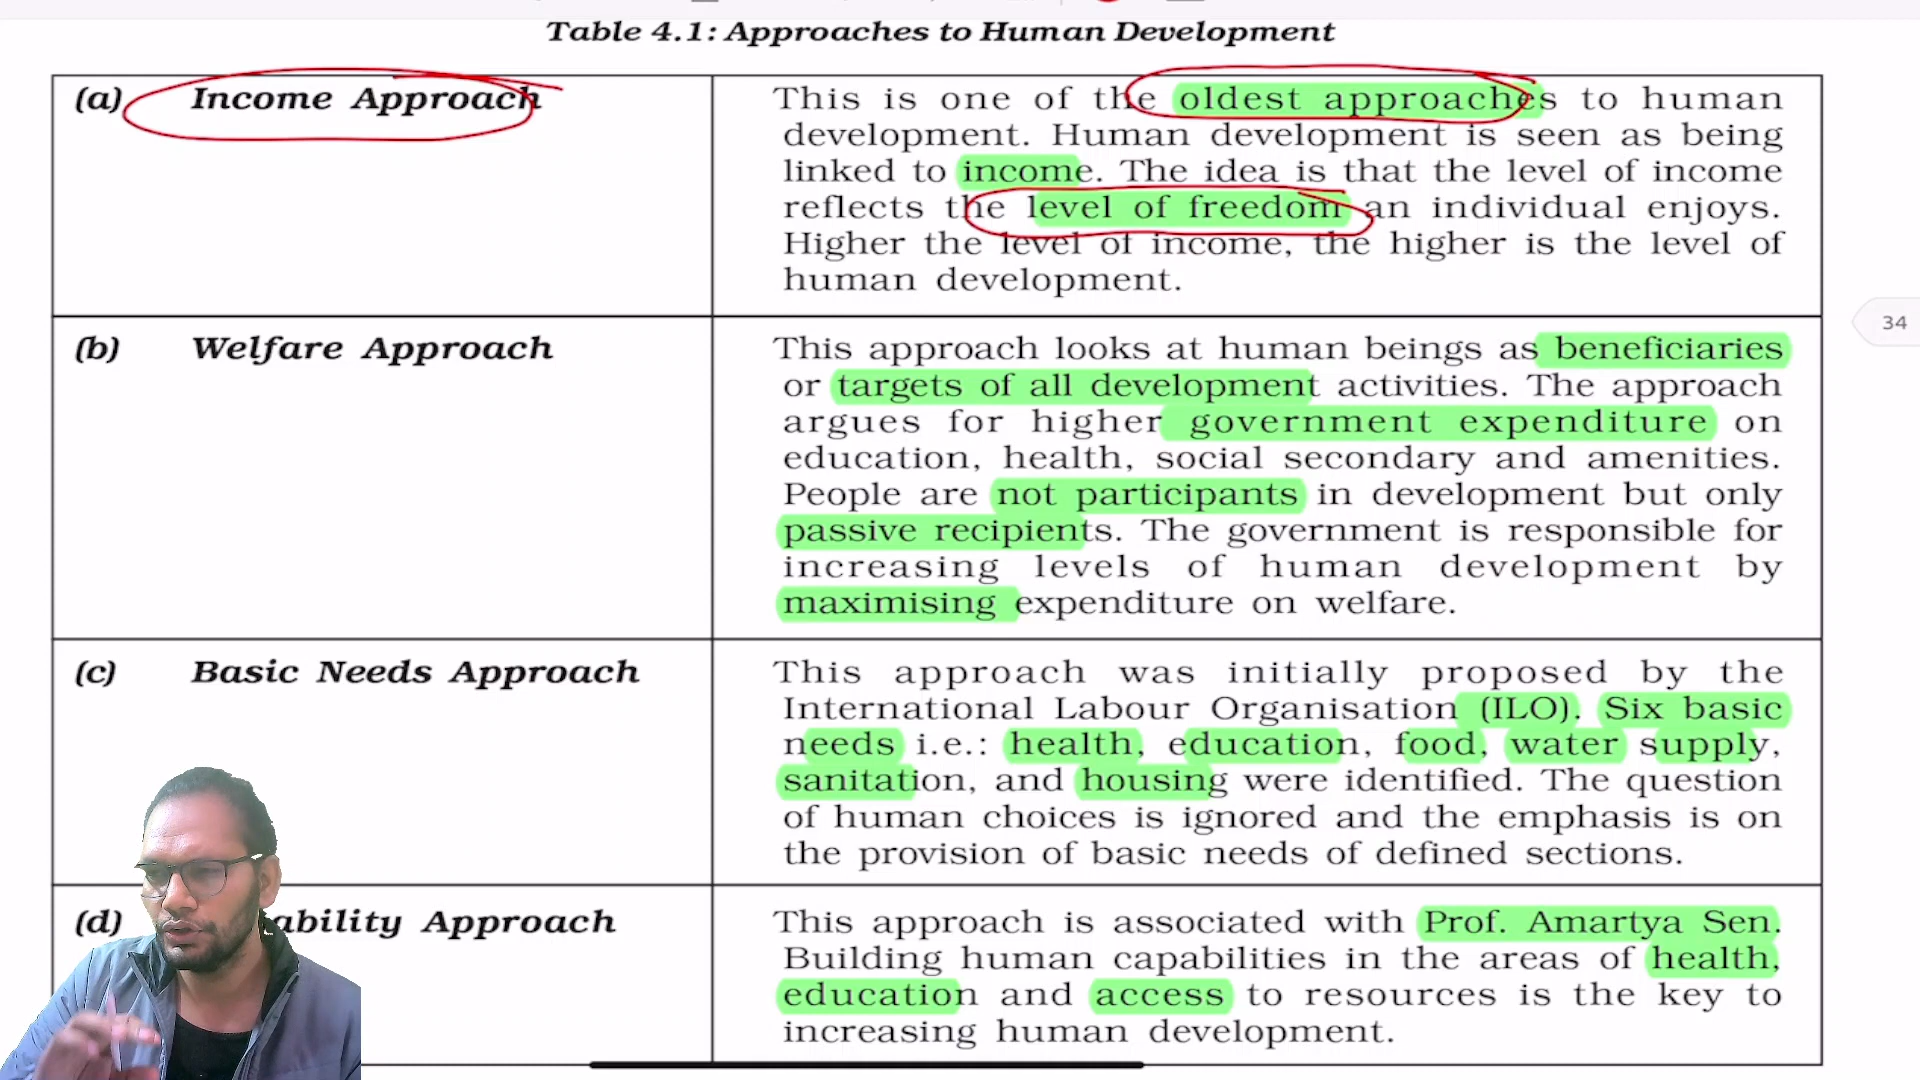 Table 4.1: Approaches to Human Development
(a) Income Approach
This is one of the oldest approaches to human
development. Human development is seen as being
linked to income. The idea is that the level of income
reflects the level of freedom an individual enjoys.
Higher the level of income, the higher is the level of
human development.
34
(b) Welfare Approach
This approach looks at human beings as beneficiaries
or targets of all development activities. The approach
argues for higher government expenditure on
education, health, social secondary and amenities.
People are not participants in development but only
passive recipients. The government is responsible for
increasing levels of human development by
maximising expenditure on welfare.
(c) Basic Needs Approach
This approach was initially proposed by the
International Labour Organisation (ILO). Six basic
needs i.e.: health, education, food, water supply,
sanitation, and housing were identified. The question
of human choices is ignored and the emphasis is on
the provision of basic needs of defined sections.
(d) ability Approach
This approach is associated with Prof. Amartya Sen.
Building human capabilities in the areas of health,
education and access to resources is the key to
increasing human development.